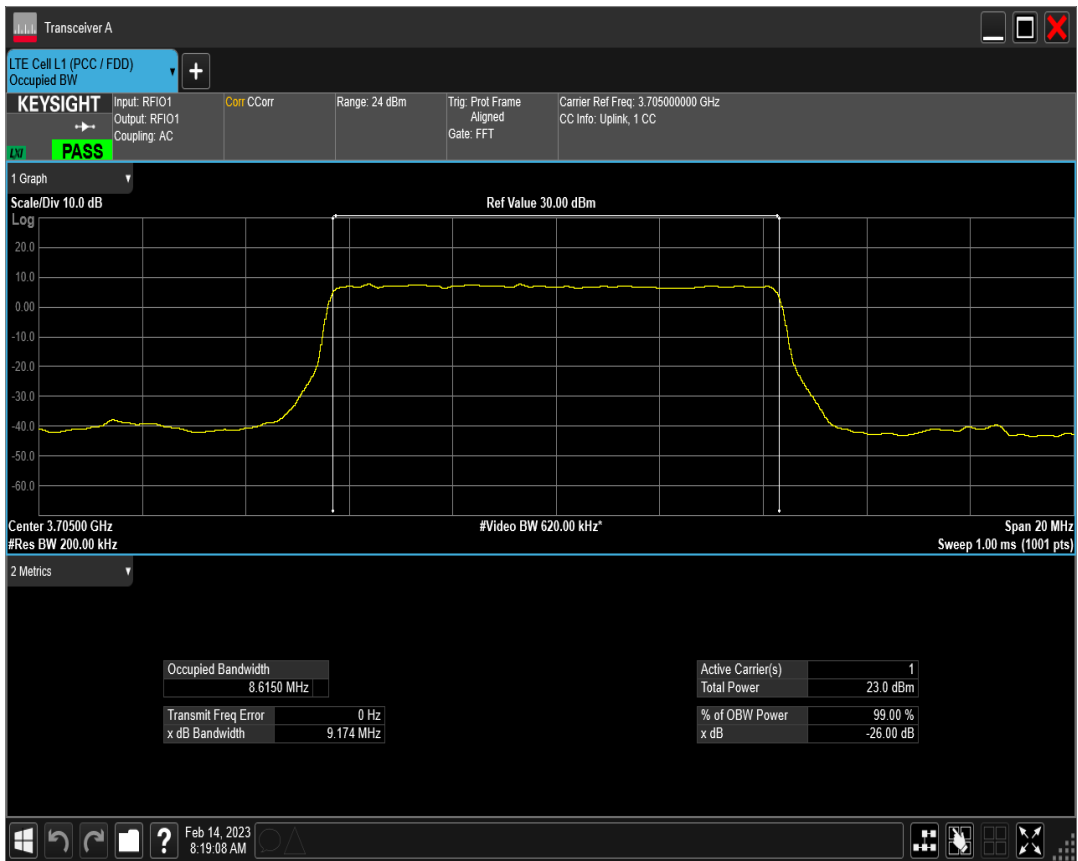 Transceiver A
LTE Cell L1 (PCC / FDD)
Occupied BW
+
KEYSIGHT
LXI
PASS
Input: RFIO1
Output: RFIO1
Coupling: AC
Corr CCorr
Range: 24 dBm
Trig: Prot Frame
Aligned
Gate: FFT
Carrier Ref Freq: 3.705000000 GHz
CC Info: Uplink, 1 CC
1 Graph
Scale/Div 10.0 dB
Ref Value 30.00 dBm
Log
20.0
10.0
0.00
-10.0
-20.0
-30.0
-40.0
-50.0
-60.0
Center 3.70500 GHz
#Video BW 620.00 kHz*
Span 20 MHz
#Res BW 200.00 kHz
Sweep 1.00 ms (1001 pts)
2 Metrics
Occupied Bandwidth
8.6150 MHz
Transmit Freq Error 0 Hz
x dB Bandwidth 9.174 MHz
Active Carrier(s) 1
Total Power 23.0 dBm
% of OBW Power 99.00 %
x dB -26.00 dB
?
Feb 14, 2023
8:19:08 AM